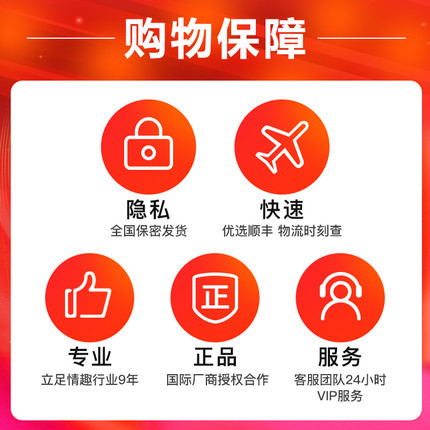 购物保障
隐私
全国保密发货
快速
优选顺丰 物流时刻查
正
专业
立足情趣行业9年
正品
国际厂商授权合作
服务
客服团队24小时
VIP服务